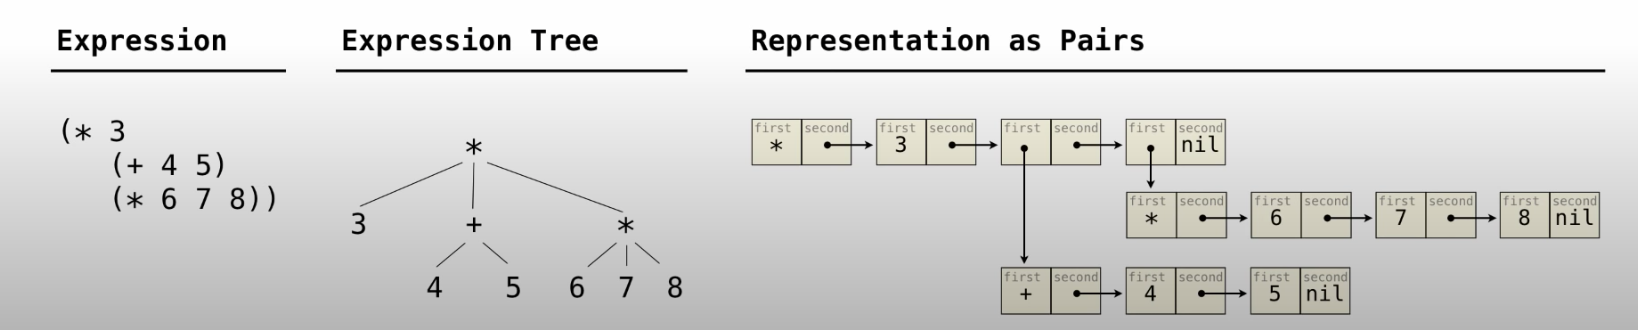 Expression
(* 3
(+ 4 5)
(* 6 7 8))
Expression Tree
*
3 + *
4 5 6 7 8
Representation as Pairs
first second first second first second first second
* 3 nil
first second first second first second first second
* 6 7 8 nil
first second first second first second
+ 4 5 nil